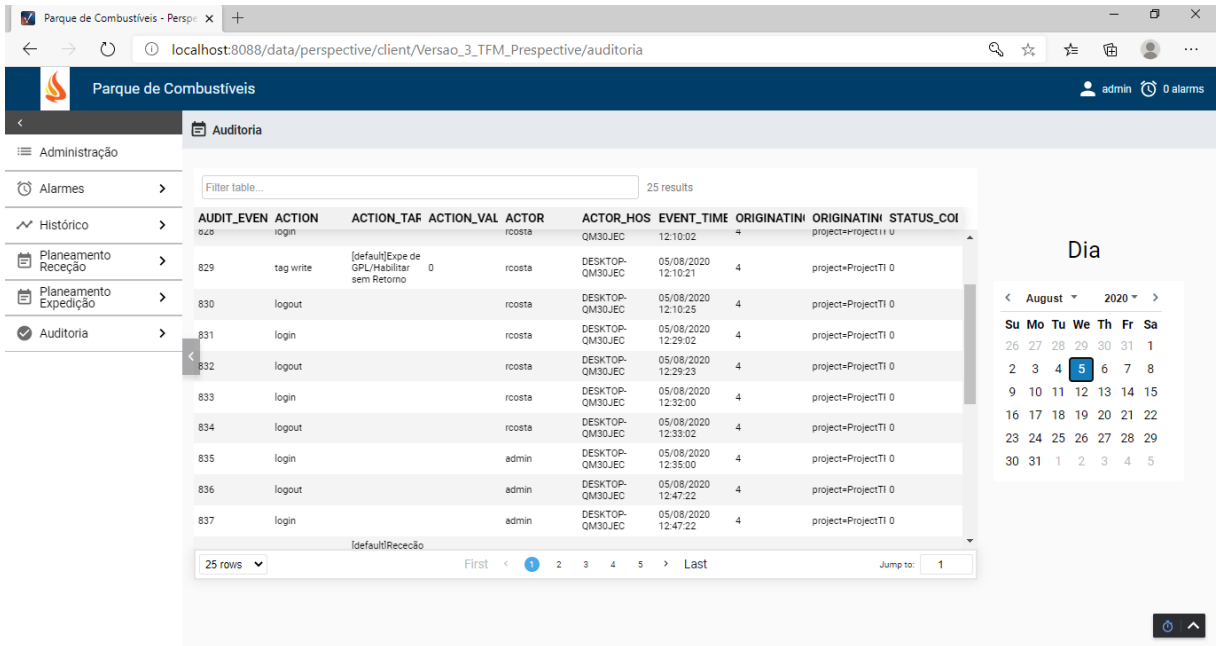 Parque de Combustíveis - Perspe
localhost:8088/data/perspective/client/Versao_3_TFM_Prespective/auditoria
Parque de Combustíveis
admin 0 alarms
Auditoria
Administração
Alarmes
Histórico
Planeamento
Receção
Planeamento
Expedição
Auditoria
Filter table...
25 results
AUDIT_EVEN ACTION ACTION_TAR ACTION_VAL ACTOR ACTOR_HOS EVENT_TIME ORIGINATIN ORIGINATIN STATUS_COD
828 login rcosta QM30JEC 12:10:02 4 project=ProjectTI 0
829 tag write [default]Expe de GPL/Habilitar sem Retorno 0 rcosta DESKTOP-QM30JEC 05/08/2020 12:10:21 4 project=ProjectTI 0
830 logout rcosta DESKTOP-QM30JEC 05/08/2020 12:10:25 4 project=ProjectTI 0
831 login rcosta DESKTOP-QM30JEC 05/08/2020 12:29:02 4 project=ProjectTI 0
832 logout rcosta DESKTOP-QM30JEC 05/08/2020 12:29:23 4 project=ProjectTI 0
833 login rcosta DESKTOP-QM30JEC 05/08/2020 12:32:00 4 project=ProjectTI 0
834 logout rcosta DESKTOP-QM30JEC 05/08/2020 12:33:02 4 project=ProjectTI 0
835 login admin DESKTOP-QM30JEC 05/08/2020 12:35:00 4 project=ProjectTI 0
836 logout admin DESKTOP-QM30JEC 05/08/2020 12:47:22 4 project=ProjectTI 0
837 login admin DESKTOP-QM30JEC 05/08/2020 12:47:22 4 project=ProjectTI 0
[default]Receção
25 rows First 1 2 3 4 5 Last Jump to: 1
Dia
August 2020
Su Mo Tu We Th Fr Sa
26 27 28 29 30 31 1
2 3 4 5 6 7 8
9 10 11 12 13 14 15
16 17 18 19 20 21 22
23 24 25 26 27 28 29
30 31 1 2 3 4 5